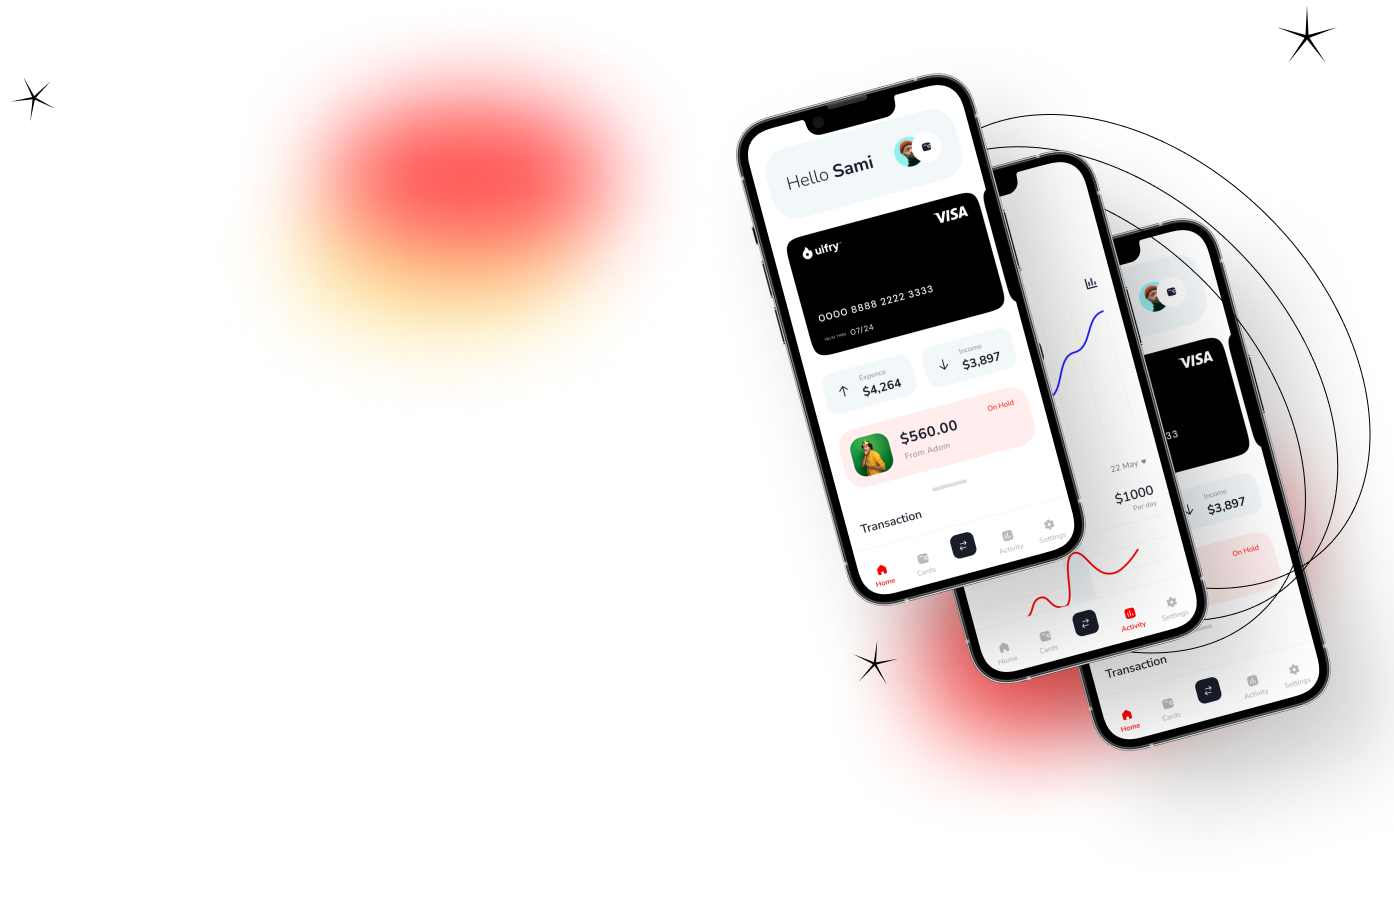 Hello Sami
VISA
ulfry
0000 8888 2222 3333
VALID THRU 07/24
Expence
$4,264
Income
$3,897
On Hold
$560.00
From Adom
Transaction
Home
Cards
Activity
Settings
22 May
$1000
Per day
Home
Cards
Activity
Settings
VISA
33
Income
$3,897
On Hold
Transaction
Home
Cards
Activity
Settings